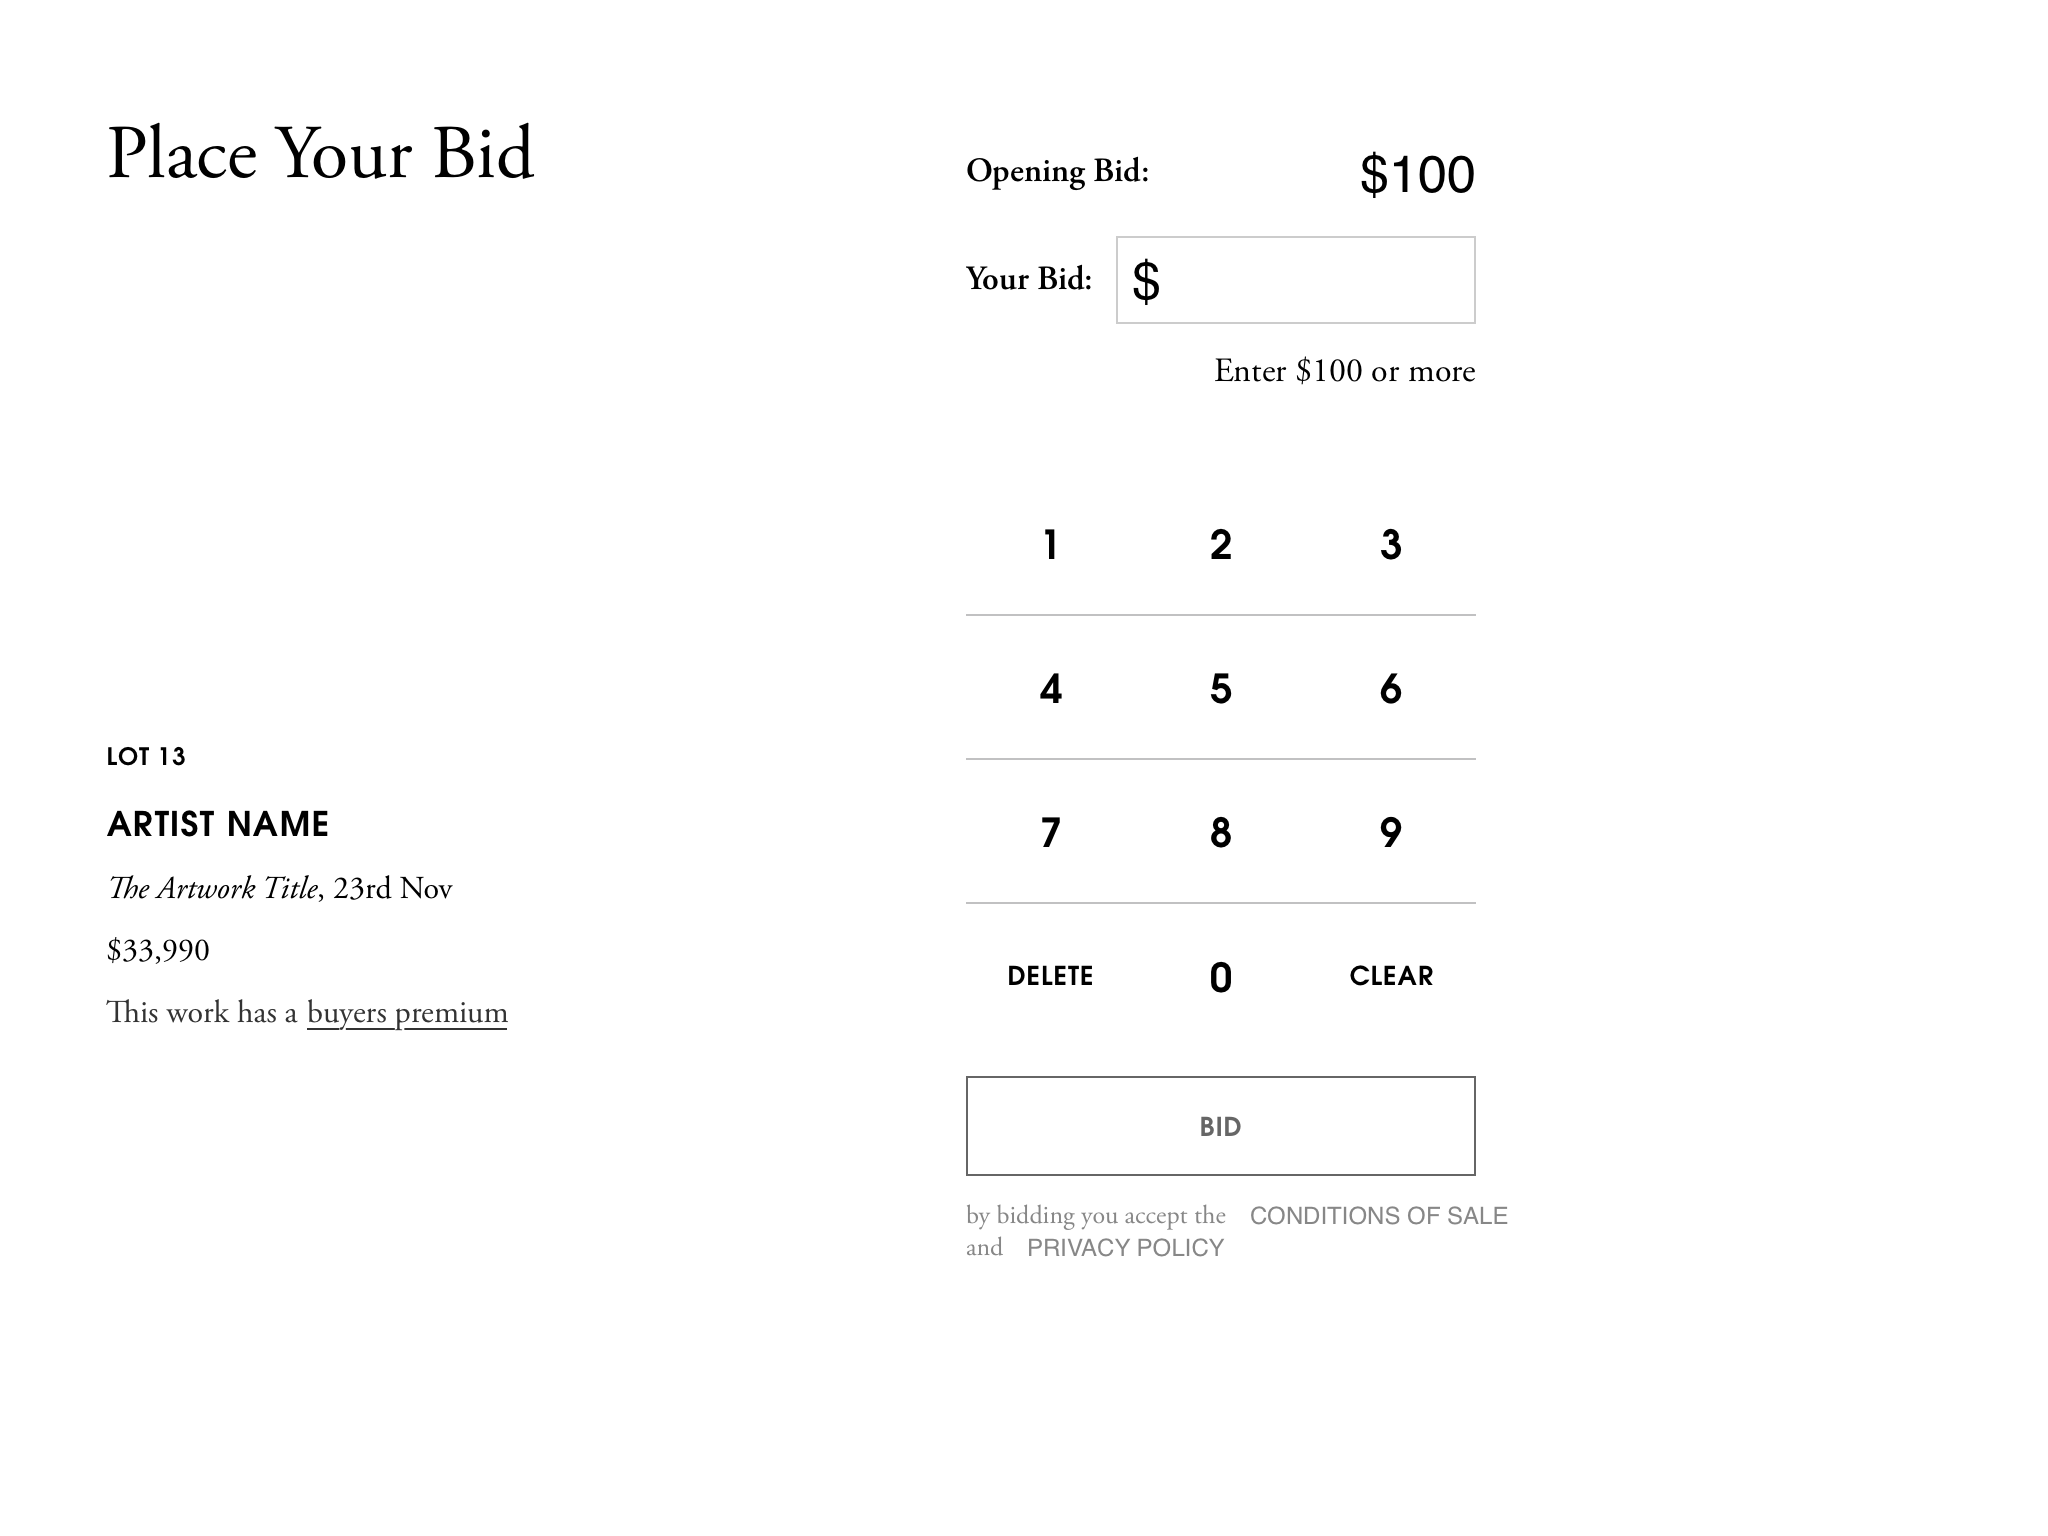 Place Your Bid
Opening Bid: $100
Your Bid: $
Enter $100 or more
1 2 3
4 5 6
7 8 9
DELETE 0 CLEAR
BID
by bidding you accept the CONDITIONS OF SALE
and PRIVACY POLICY
LOT 13
ARTIST NAME
The Artwork Title, 23rd Nov
$33,990
This work has a buyers premium